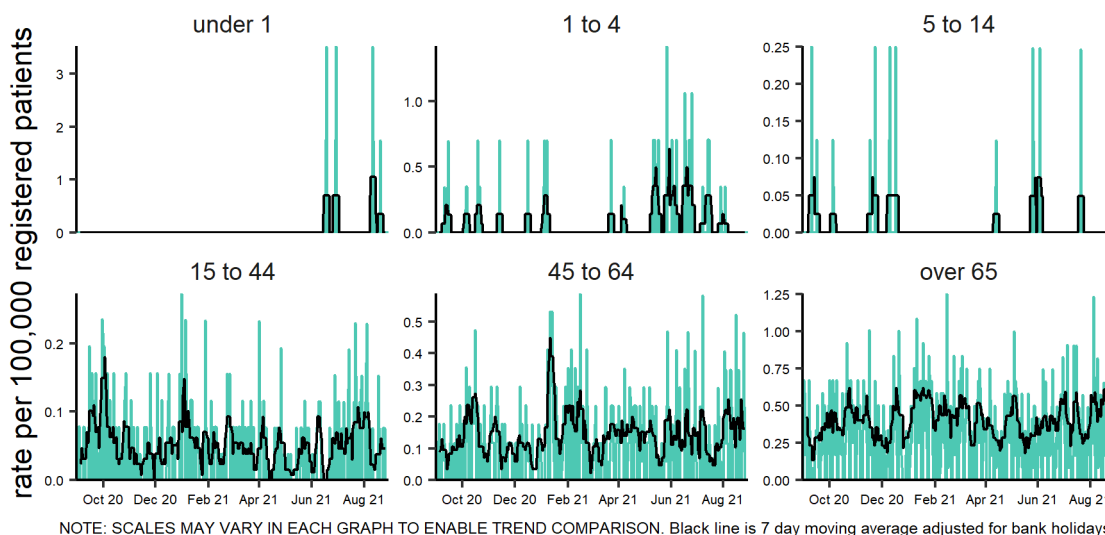 rate per 100,000 registered patients
under 1
1 to 4
5 to 14
3
2
1
0
1.0
0.5
0.0
0.25
0.20
0.15
0.10
0.05
0.00
15 to 44
45 to 64
over 65
0.2
0.1
0.0
0.5
0.4
0.3
0.2
0.1
0.0
1.25
1.00
0.75
0.50
0.25
0.00
Oct 20 Dec 20 Feb 21 Apr 21 Jun 21 Aug 21
Oct 20 Dec 20 Feb 21 Apr 21 Jun 21 Aug 21
Oct 20 Dec 20 Feb 21 Apr 21 Jun 21 Aug 21
NOTE: SCALES MAY VARY IN EACH GRAPH TO ENABLE TREND COMPARISON. Black line is 7 day moving average adjusted for bank holidays